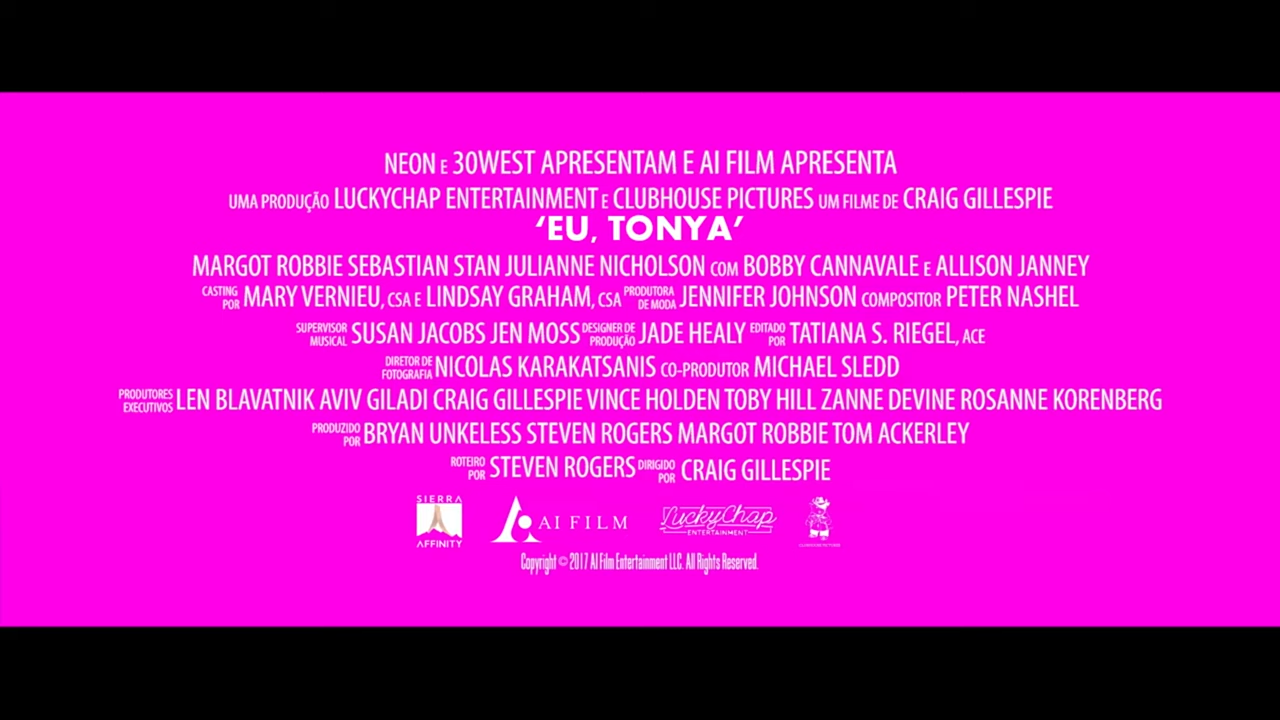 NEON E 30WEST APRESENTAM E AI FILM APRESENTA
UMA PRODUÇÃO LUCKYCHAP ENTERTAINMENT E CLUBHOUSE PICTURES UM FILME DE CRAIG GILLESPIE
‘EU, TONYA’
MARGOT ROBBIE SEBASTIAN STAN JULIANNE NICHOLSON COM BOBBY CANNAVALE E ALLISON JANNEY
CASTING POR MARY VERNIEU, CSA E LINDSAY GRAHAM, CSA PRODUTORA DE MODA JENNIFER JOHNSON COMPOSITOR PETER NASHEL
SUPERVISOR MUSICAL SUSAN JACOBS JEN MOSS DESIGNER DE PRODUÇÃO JADE HEALY EDITADO POR TATIANA S. RIEGEL, ACE
DIRETOR DE FOTOGRAFIA NICOLAS KARAKATSANIS CO-PRODUTOR MICHAEL SLEDD
PRODUTORES EXECUTIVOS LEN BLAVATNIK AVIV GILADI CRAIG GILLESPIE VINCE HOLDEN TOBY HILL ZANNE DEVINE ROSANNE KORENBERG
PRODUZIDO POR BRYAN UNKELESS STEVEN ROGERS MARGOT ROBBIE TOM ACKERLEY
ROTEIRO POR STEVEN ROGERS DIRIGIDO POR CRAIG GILLESPIE
SIERRA AFFINITY
AI FILM
LuckyChap ENTERTAINMENT
CLUBHOUSE PICTURES
Copyright © 2017 AI Film Entertainment LLC. All Rights Reserved.